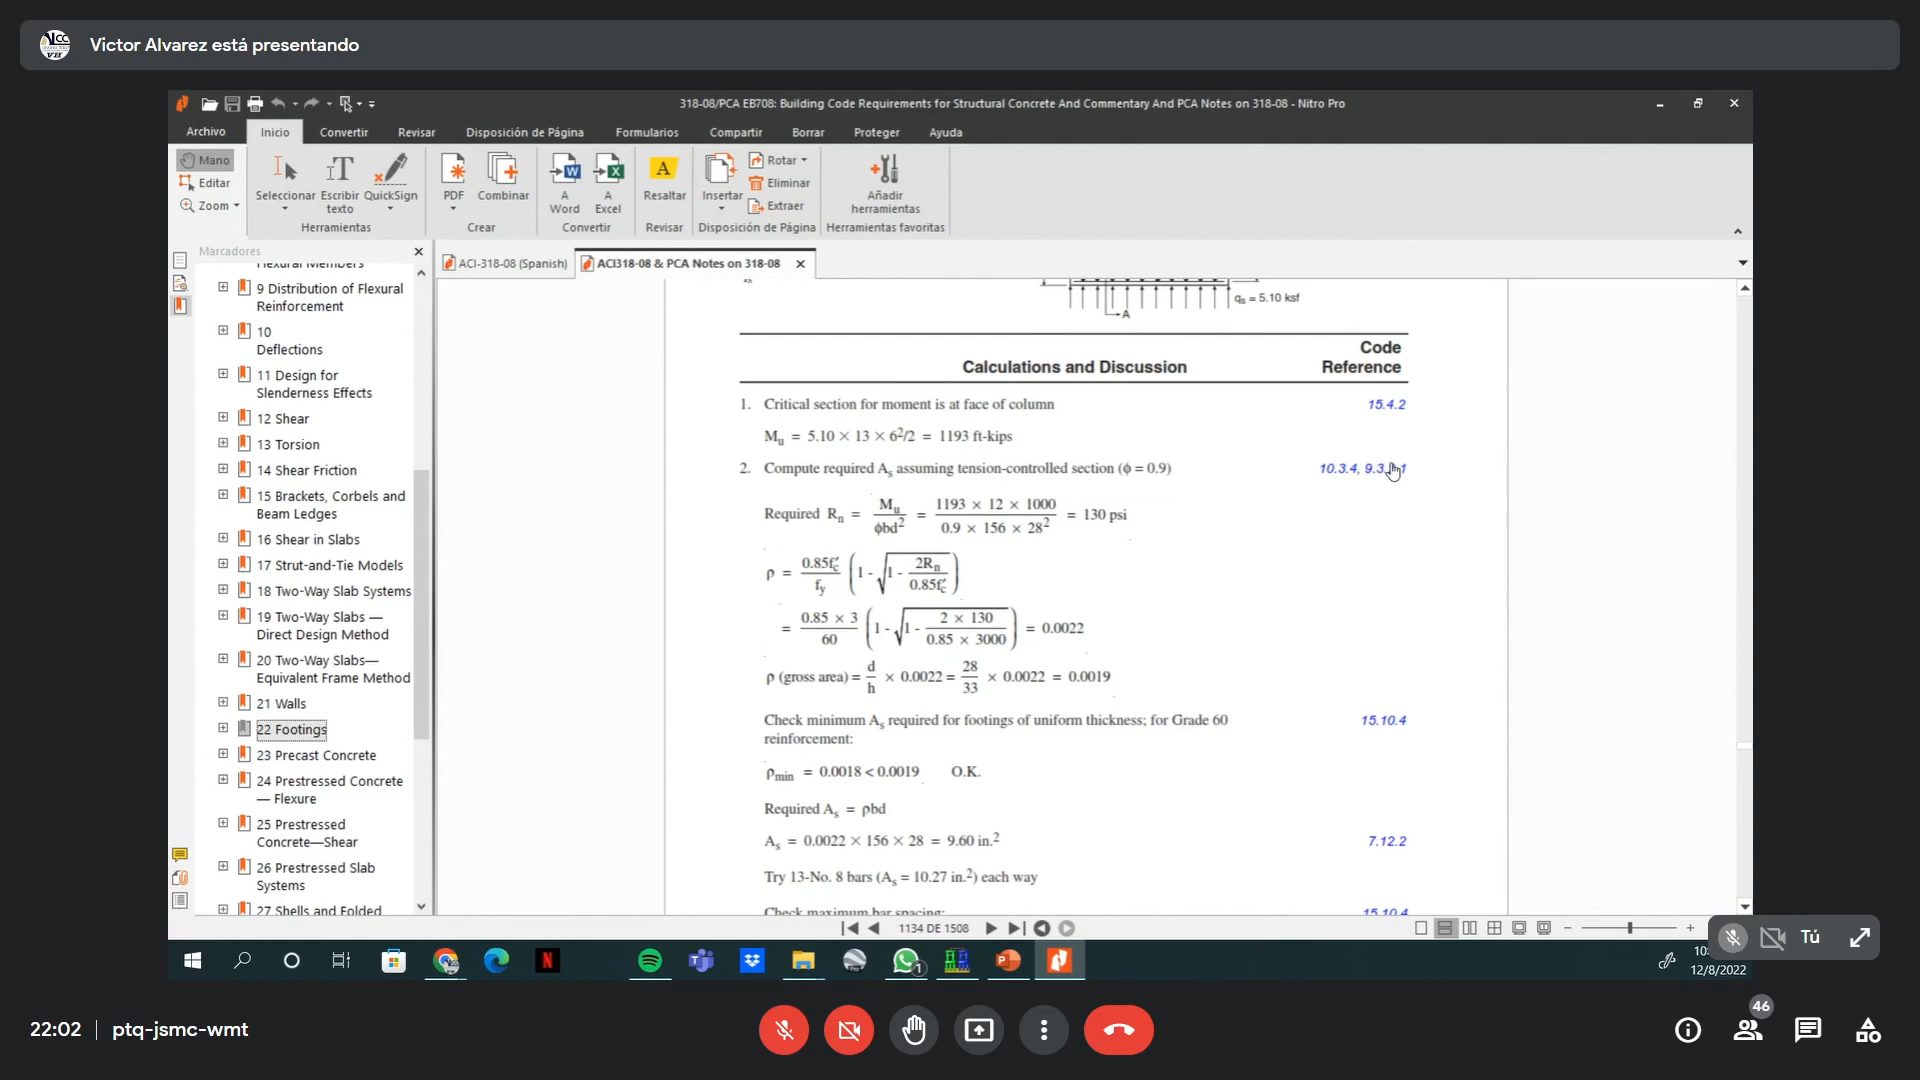 Victor Alvarez está presentando
318-08/PCA EB708: Building Code Requirements for Structural Concrete And Commentary And PCA Notes on 318-08 - Nitro Pro
Archivo Inicio Convertir Revisar Disposición de Página Formularios Compartir Borrar Proteger Ayuda
Mano
Editar
Zoom
Seleccionar Escribir texto QuickSign
Herramientas
PDF Combinar
Crear
A Word A Excel
Convertir
Resaltar
Revisar
Insertar
Rotar
Eliminar
Extraer
Disposición de Página
Añadir herramientas
Herramientas favoritas
Marcadores
ACI-318-08 (Spanish) ACI318-08 & PCA Notes on 318-08
Flexural Members
9 Distribution of Flexural
Reinforcement
10
Deflections
11 Design for
Slenderness Effects
12 Shear
13 Torsion
14 Shear Friction
15 Brackets, Corbels and
Beam Ledges
16 Shear in Slabs
17 Strut-and-Tie Models
18 Two-Way Slab Systems
19 Two-Way Slabs —
Direct Design Method
20 Two-Way Slabs—
Equivalent Frame Method
21 Walls
22 Footings
23 Precast Concrete
24 Prestressed Concrete
— Flexure
25 Prestressed
Concrete—Shear
26 Prestressed Slab
Systems
27 Shells and Folded
qs = 5.10 ksf
A
Code
Calculations and Discussion Reference
1. Critical section for moment is at face of column 15.4.2
Mu = 5.10 × 13 × 6²/2 = 1193 ft-kips
2. Compute required As assuming tension-controlled section (ϕ = 0.9) 10.3.4, 9.3. 1
Required Rn = Mu / ϕbd² = 1193 × 12 × 1000 / 0.9 × 156 × 28² = 130 psi
ρ = 0.85f'c / fy (1 - √(1 - 2Rn / 0.85f'c))
= 0.85 × 3 / 60 (1 - √(1 - 2 × 130 / 0.85 × 3000)) = 0.0022
ρ (gross area) = d / h × 0.0022 = 28 / 33 × 0.0022 = 0.0019
Check minimum As required for footings of uniform thickness; for Grade 60 15.10.4
reinforcement:
ρmin = 0.0018 < 0.0019 O.K.
Required As = ρbd
As = 0.0022 × 156 × 28 = 9.60 in.² 7.12.2
Try 13-No. 8 bars (As = 10.27 in.²) each way
Check maximum bar spacing: 15.10.4
1134 DE 1508
Tú
10:
12/8/2022
1
22:02 | ptq-jsmc-wmt
46